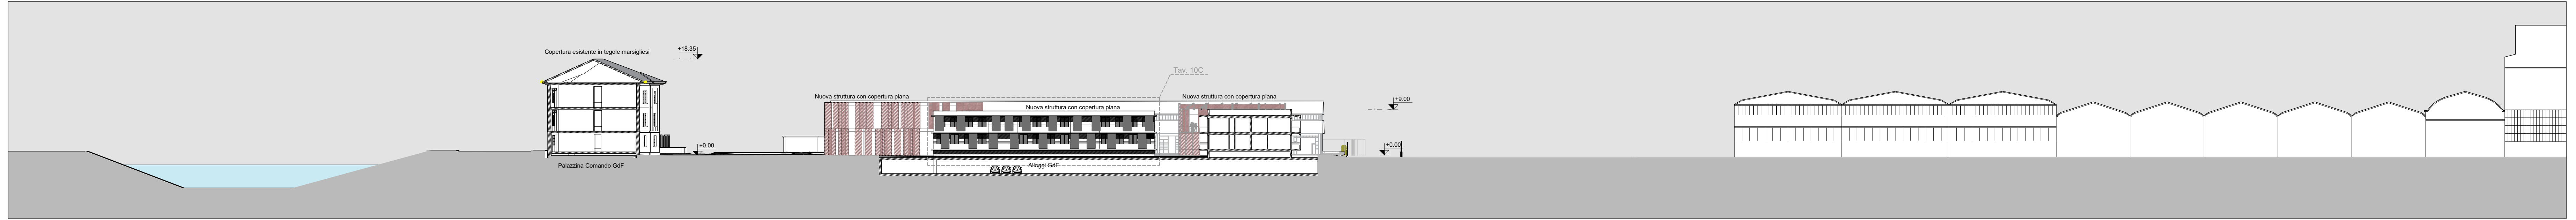 Tav. 10C
Copertura esistente in tegole marsigliesi
+18.35
Nuova struttura con copertura piana
Nuova struttura con copertura piana
Nuova struttura con copertura piana
+9.00
+0.00
+0.00
Palazzina Comando GdF
Alloggi GdF